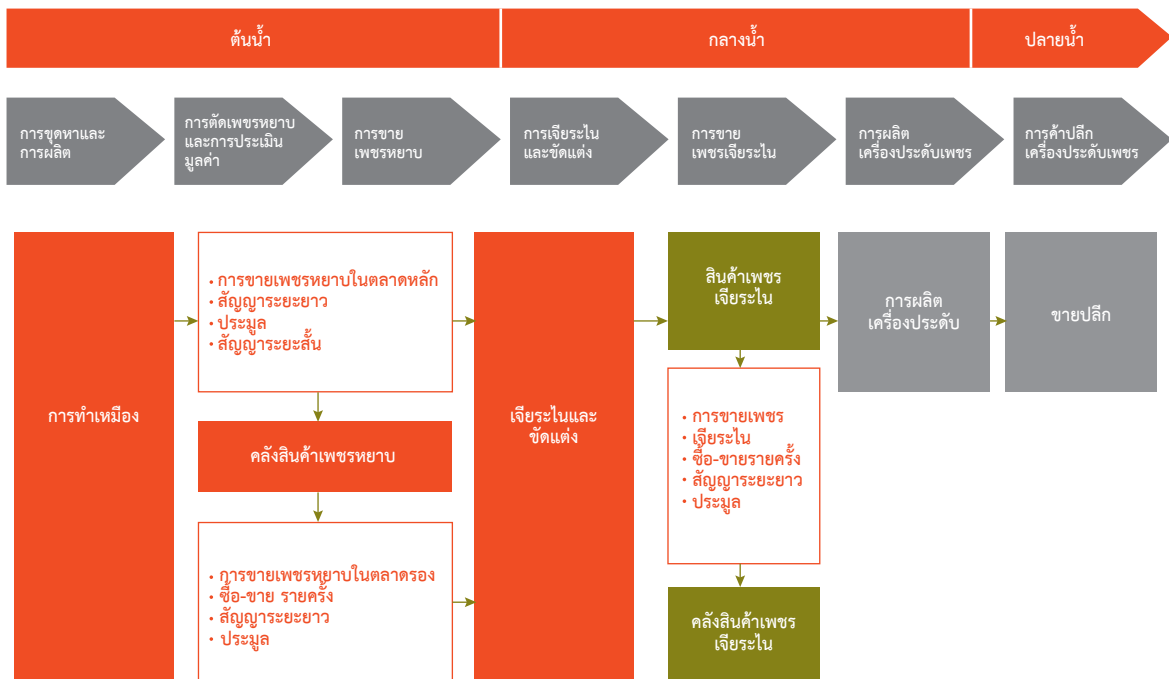 ต้นน้ำ
กลางน้ำ
ปลายน้ำ
การขุดหาและ
การผลิต
การตัดเพชรหยาบ
และการประเมิน
มูลค่า
การขาย
เพชรหยาบ
การเจียระไน
และขัดแต่ง
การขาย
เพชรเจียระไน
การผลิต
เครื่องประดับเพชร
การค้าปลีก
เครื่องประดับเพชร
การทำเหมือง
• การขายเพชรหยาบในตลาดหลัก
• สัญญาระยะยาว
• ประมูล
• สัญญาระยะสั้น
คลังสินค้าเพชรหยาบ
• การขายเพชรหยาบในตลาดรอง
• ซื้อ-ขาย รายครั้ง
• สัญญาระยะยาว
• ประมูล
เจียระไนและ
ขัดแต่ง
สินค้าเพชร
เจียระไน
• การขายเพชร
• เจียระไน
• ซื้อ-ขายรายครั้ง
• สัญญาระยะยาว
• ประมูล
คลังสินค้าเพชร
เจียระไน
การผลิต
เครื่องประดับ
ขายปลีก